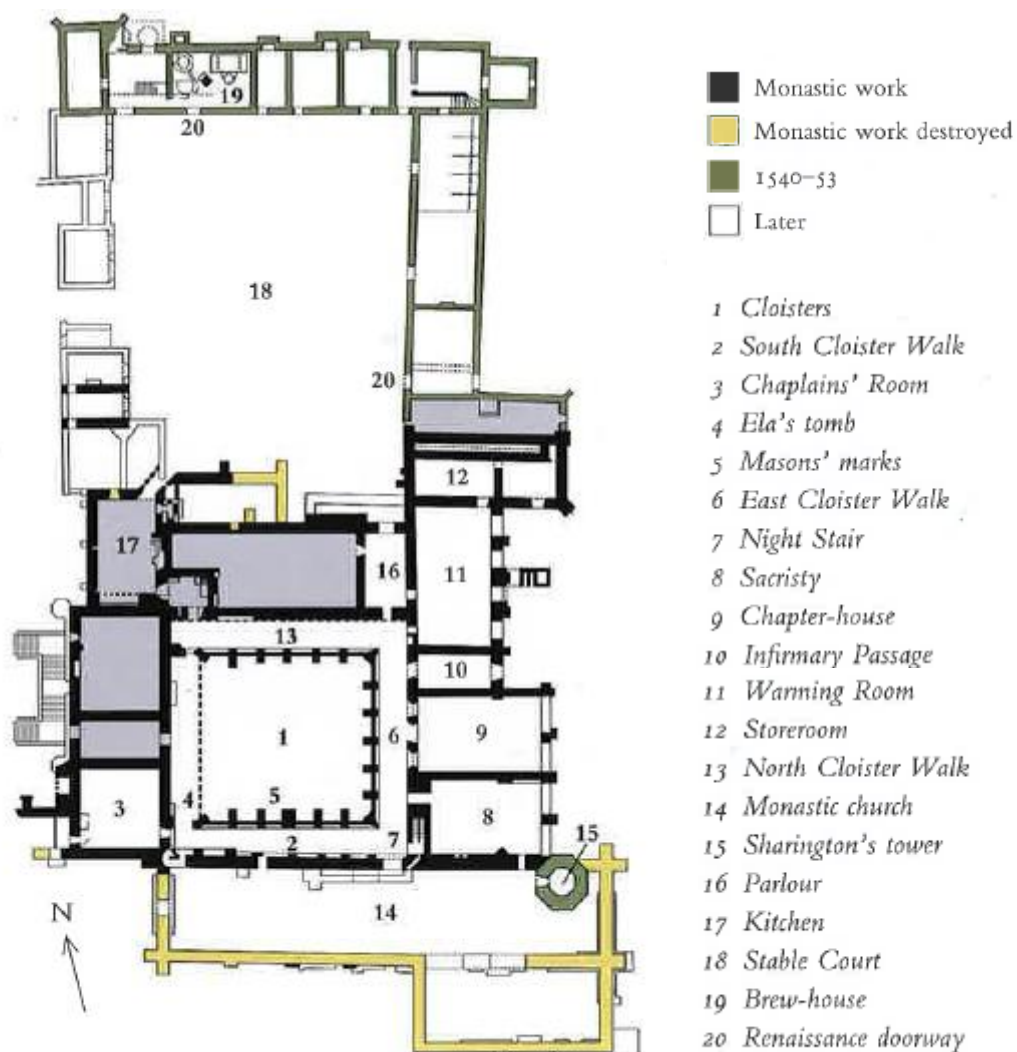 19
20
18
20
12
17
16
11
13
10
1
6
9
4
5
3
8
2
7
15
14
N
Monastic work
Monastic work destroyed
1540–53
Later
1 Cloisters
2 South Cloister Walk
3 Chaplains' Room
4 Ela's tomb
5 Masons' marks
6 East Cloister Walk
7 Night Stair
8 Sacristy
9 Chapter-house
10 Infirmary Passage
11 Warming Room
12 Storeroom
13 North Cloister Walk
14 Monastic church
15 Sharington's tower
16 Parlour
17 Kitchen
18 Stable Court
19 Brew-house
20 Renaissance doorway